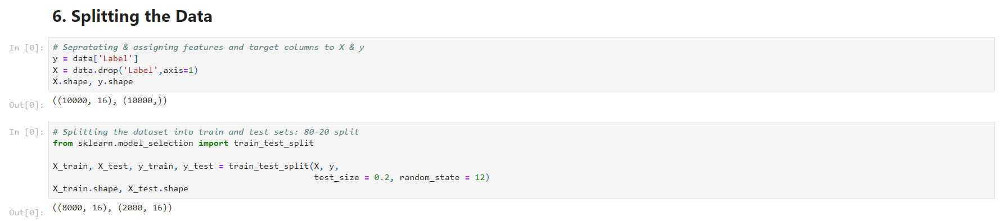 6. Splitting the Data
In [0]:
# Sepratating & assigning features and target columns to X & y
y = data['Label']
X = data.drop('Label',axis=1)
X.shape, y.shape
Out[0]:
((10000, 16), (10000,))
In [0]:
# Splitting the dataset into train and test sets: 80-20 split
from sklearn.model_selection import train_test_split
X_train, X_test, y_train, y_test = train_test_split(X, y,
test_size = 0.2, random_state = 12)
X_train.shape, X_test.shape
Out[0]:
((8000, 16), (2000, 16))